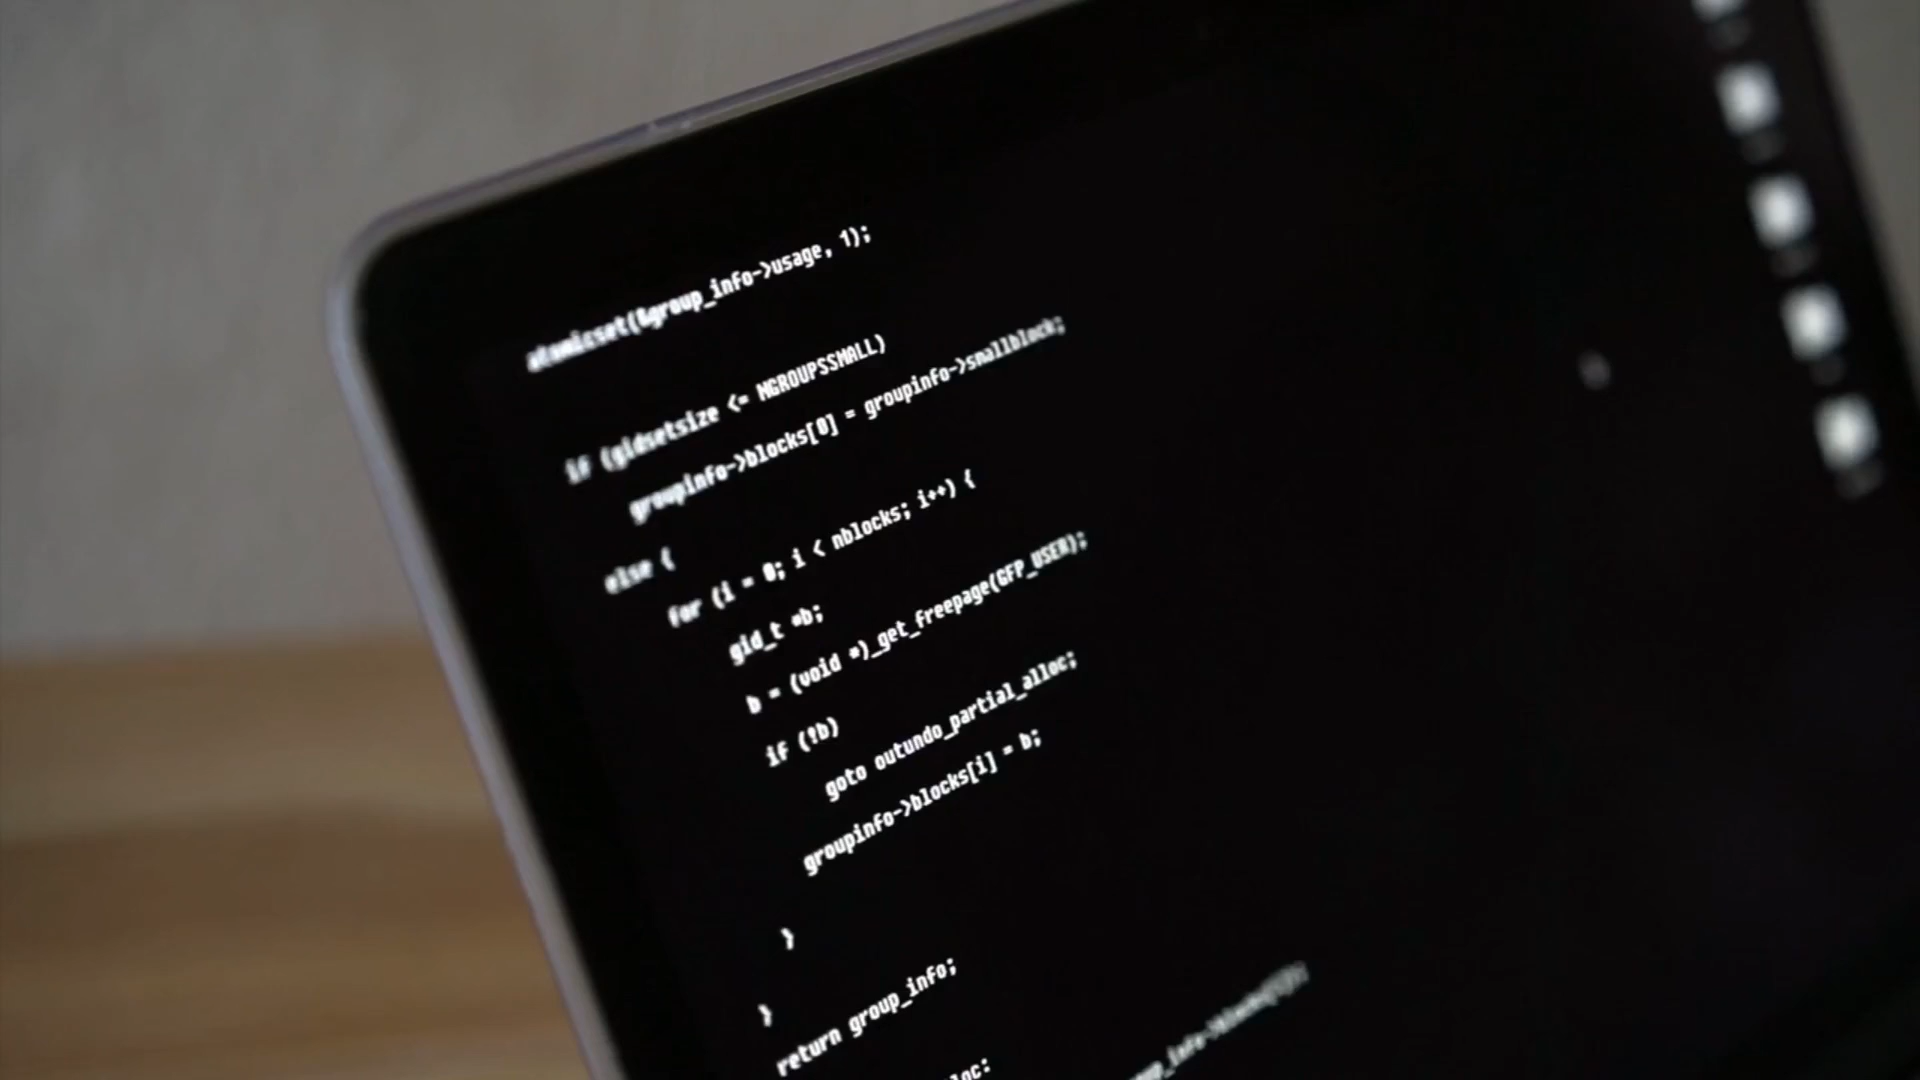 atomicset(&group_info->usage, 1);
if (gidsetsize <= NGROUPSSMALL)
groupinfo->blocks[0] = groupinfo->smallblock;
else {
for (i = 0; i < nblocks; i++) {
gid_t *b;
b = (void *)_get_freepage(GFP_USER);
if (!b)
goto outundo_partial_alloc;
groupinfo->blocks[i] = b;
}
}
return group_info;